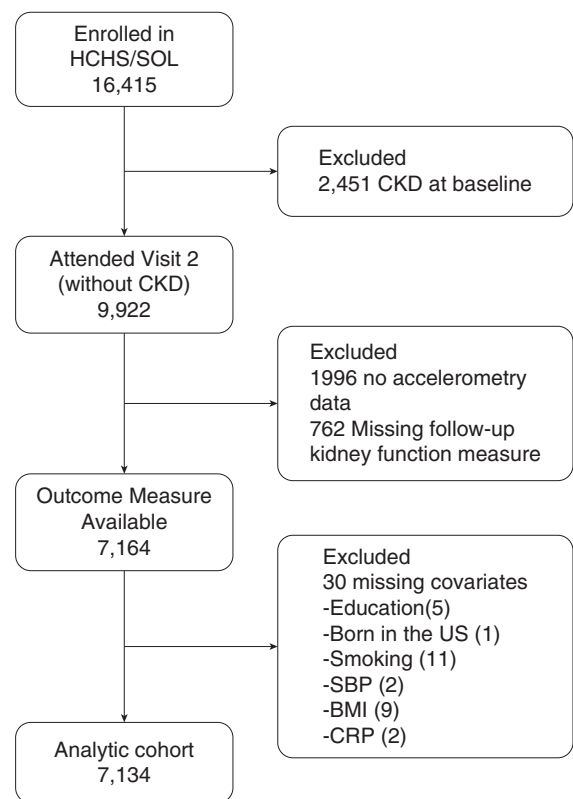 Enrolled in
HCHS/SOL
16,415
Excluded
2,451 CKD at baseline
Attended Visit 2
(without CKD)
9,922
Excluded
1996 no accelerometry
data
762 Missing follow-up
kidney function measure
Outcome Measure
Available
7,164
Excluded
30 missing covariates
-Education(5)
-Born in the US (1)
-Smoking (11)
-SBP (2)
-BMI (9)
-CRP (2)
Analytic cohort
7,134